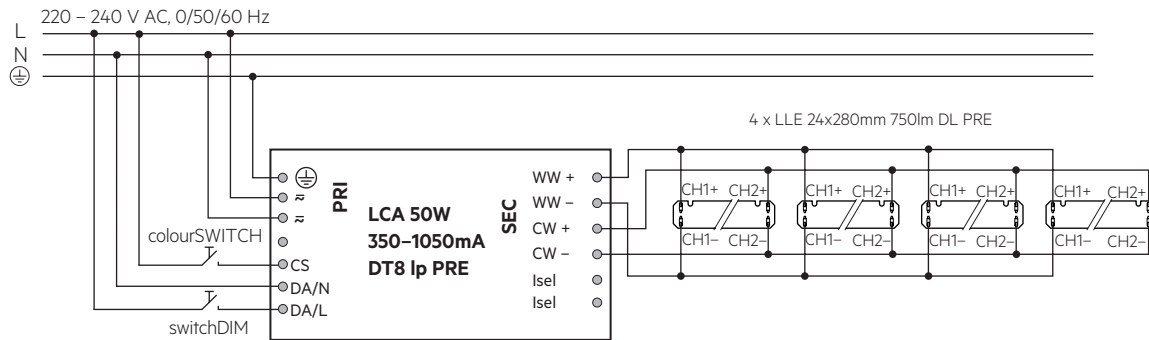 220 – 240 V AC, 0/50/60 Hz
L
N
4 x LLE 24x280mm 750lm DL PRE
PRI
LCA 50W
350–1050mA
DT8 lp PRE
SEC
colourSWITCH
CS
DA/N
DA/L
switchDIM
WW +
WW –
CW +
CW –
Isel
Isel
CH1+ CH2+ CH1+ CH2+ CH1+ CH2+ CH1+ CH2+
CH1– CH2– CH1– CH2– CH1– CH2– CH1– CH2–